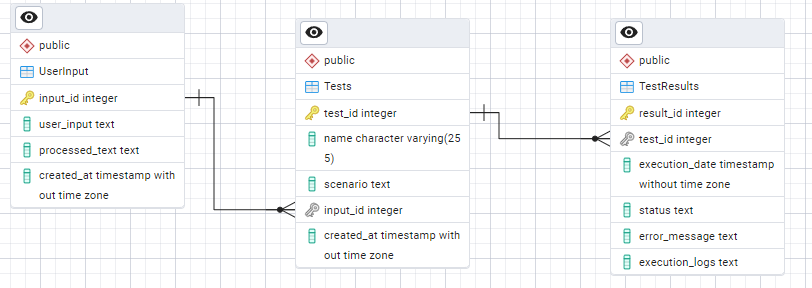 public
UserInput
input_id integer
user_input text
processed_text text
created_at timestamp with
out time zone
public
Tests
test_id integer
name character varying(25
5)
scenario text
input_id integer
created_at timestamp with
out time zone
public
TestResults
result_id integer
test_id integer
execution_date timestamp
without time zone
status text
error_message text
execution_logs text